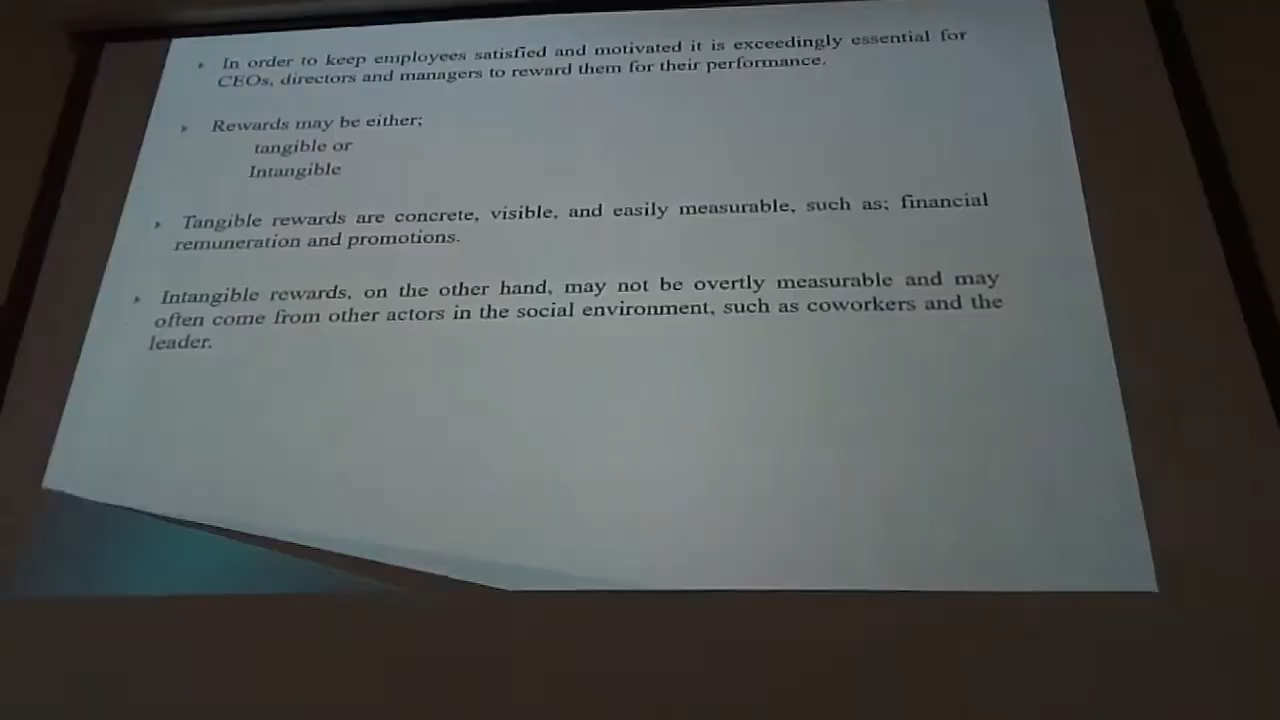 In order to keep employees satisfied and motivated it is exceedingly essential for
CEOs, directors and managers to reward them for their performance.
Rewards may be either;
tangible or
Intangible
Tangible rewards are concrete, visible, and easily measurable, such as; financial
remuneration and promotions.
Intangible rewards, on the other hand, may not be overtly measurable and may
often come from other actors in the social environment, such as coworkers and the
leader.